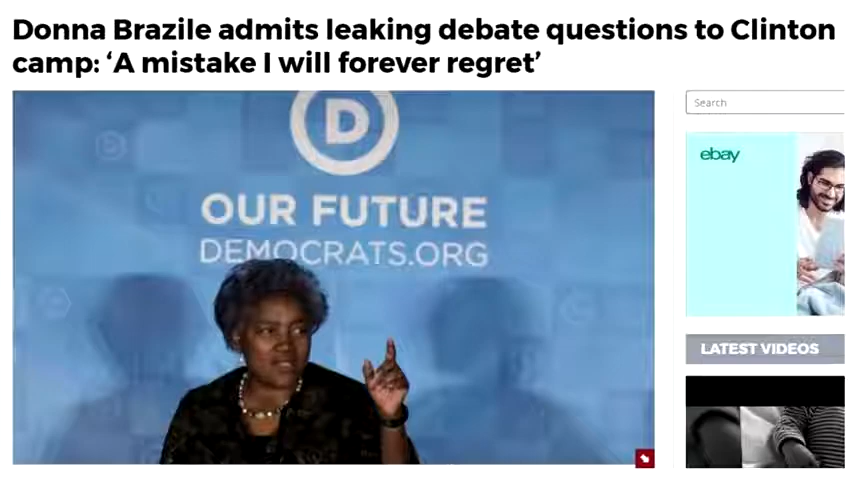 Donna Brazile admits leaking debate questions to Clinton
camp: ‘A mistake I will forever regret’
D
OUR FUTURE
DEMOCRATS.ORG
Search
ebay
LATEST VIDEOS